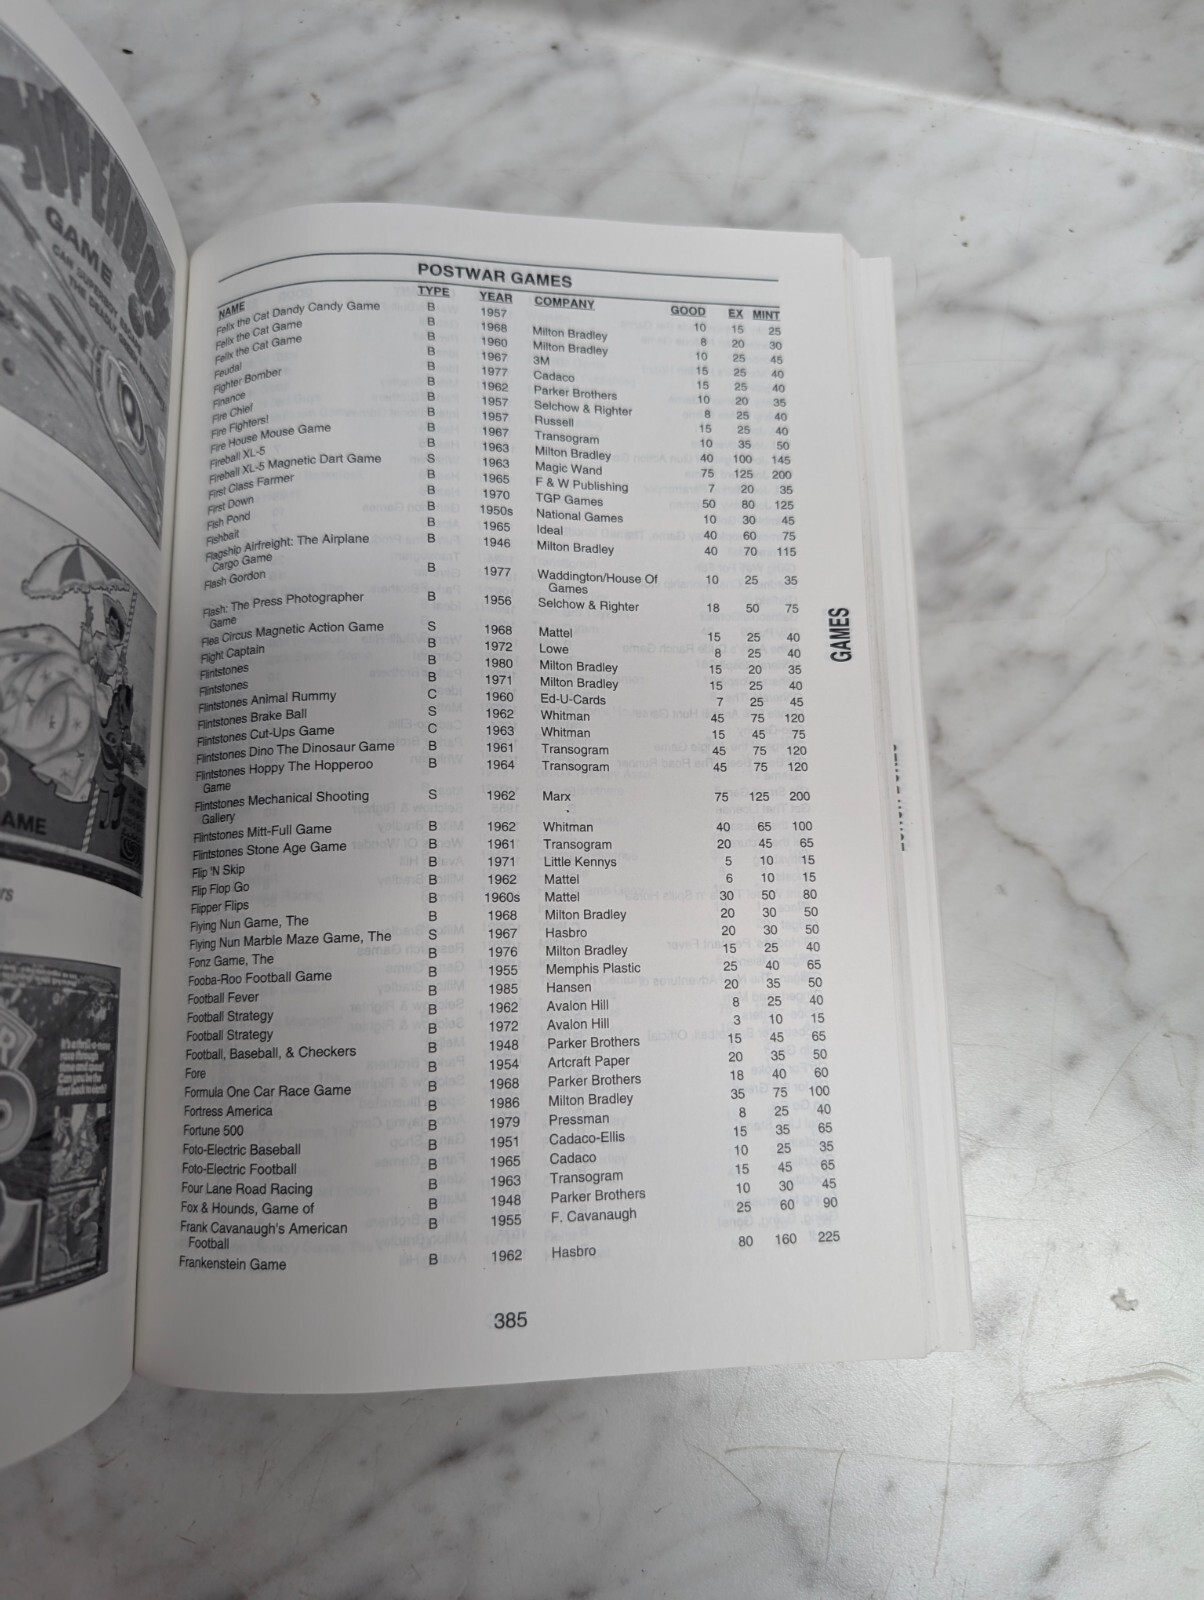 SUPERBOY
GAME
CAN SUPERBOY ESCAPE
THE DEADLY
GAME
rs
It's a
race through
time and space!
Can you be the
first back to
POSTWAR GAMES
NAME TYPE YEAR COMPANY GOOD EX MINT
Felix the Cat Dandy Candy Game B 1957 10 15 25
Felix the Cat Game B 1968 Milton Bradley 8 20 30
Felix the Cat Game B 1960 Milton Bradley 10 25 45
Feudal B 1967 3M 15 25 40
Fighter Bomber B 1977 Cadaco 15 25 40
Finance B 1962 Parker Brothers 10 20 35
Fire Chief B 1957 Selchow & Righter 8 25 40
Fire Fighters! B 1957 Russell 15 25 40
Fire House Mouse Game B 1967 Transogram 10 35 50
Fireball XL-5 B 1963 Milton Bradley 40 100 145
Fireball XL-5 Magnetic Dart Game S 1963 Magic Wand 75 125 200
First Class Farmer B 1965 F & W Publishing 7 20 35
First Down B 1970 TGP Games 50 80 125
Fish Pond B 1950s National Games 10 30 45
Fishbait B 1965 Ideal 40 60 75
Flagship Airfreight: The Airplane B 1946 Milton Bradley 40 70 115
Cargo Game
Flash Gordon B 1977 Waddington/House Of 10 25 35
Games
Flash: The Press Photographer B 1956 Selchow & Righter 18 50 75
Game
Flea Circus Magnetic Action Game S 1968 Mattel 15 25 40
Flight Captain B 1972 Lowe 8 25 40
Flintstones B 1980 Milton Bradley 15 20 35
Flintstones B 1971 Milton Bradley 15 25 40
Flintstones Animal Rummy C 1960 Ed-U-Cards 7 25 45
Flintstones Brake Ball S 1962 Whitman 45 75 120
Flintstones Cut-Ups Game C 1963 Whitman 15 45 75
Flintstones Dino The Dinosaur Game B 1961 Transogram 45 75 120
Flintstones Hoppy The Hopperoo B 1964 Transogram 45 75 120
Game
Flintstones Mechanical Shooting S 1962 Marx 75 125 200
Gallery
Flintstones Mitt-Full Game B 1962 Whitman 40 65 100
Flintstones Stone Age Game B 1961 Transogram 20 45 65
Flip 'N Skip B 1971 Little Kennys 5 10 15
Flip Flop Go B 1962 Mattel 6 10 15
Flipper Flips B 1960s Mattel 30 50 80
Flying Nun Game, The B 1968 Milton Bradley 20 30 50
Flying Nun Marble Maze Game, The S 1967 Hasbro 20 30 50
Fonz Game, The B 1976 Milton Bradley 15 25 40
Fooba-Roo Football Game B 1955 Memphis Plastic 25 40 65
Football Fever B 1985 Hansen 20 35 50
Football Strategy B 1962 Avalon Hill 8 25 40
Football Strategy B 1972 Avalon Hill 3 10 15
Football, Baseball, & Checkers B 1948 Parker Brothers 15 45 65
Fore B 1954 Artcraft Paper 20 35 50
Formula One Car Race Game B 1968 Parker Brothers 18 40 60
Fortress America B 1986 Milton Bradley 35 75 100
Fortune 500 B 1979 Pressman 8 25 40
Foto-Electric Baseball B 1951 Cadaco-Ellis 15 35 65
Foto-Electric Football B 1965 Cadaco 10 25 35
Four Lane Road Racing B 1963 Transogram 15 45 65
Fox & Hounds, Game of B 1948 Parker Brothers 10 30 45
Frank Cavanaugh's American B 1955 F. Cavanaugh 25 60 90
Football
Frankenstein Game B 1962 Hasbro 80 160 225
GAMES
385